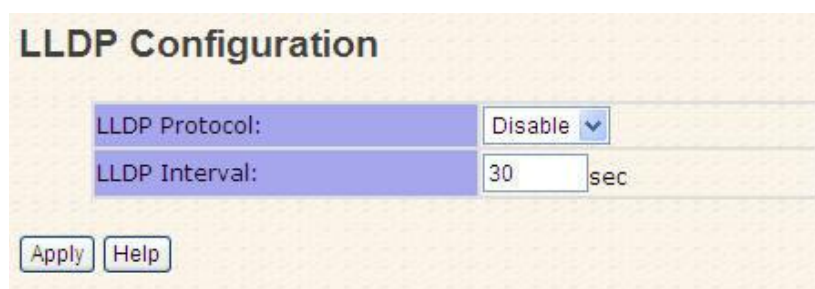 LLDP Configuration
LLDP Protocol: Disable
LLDP Interval: 30 sec
Apply Help